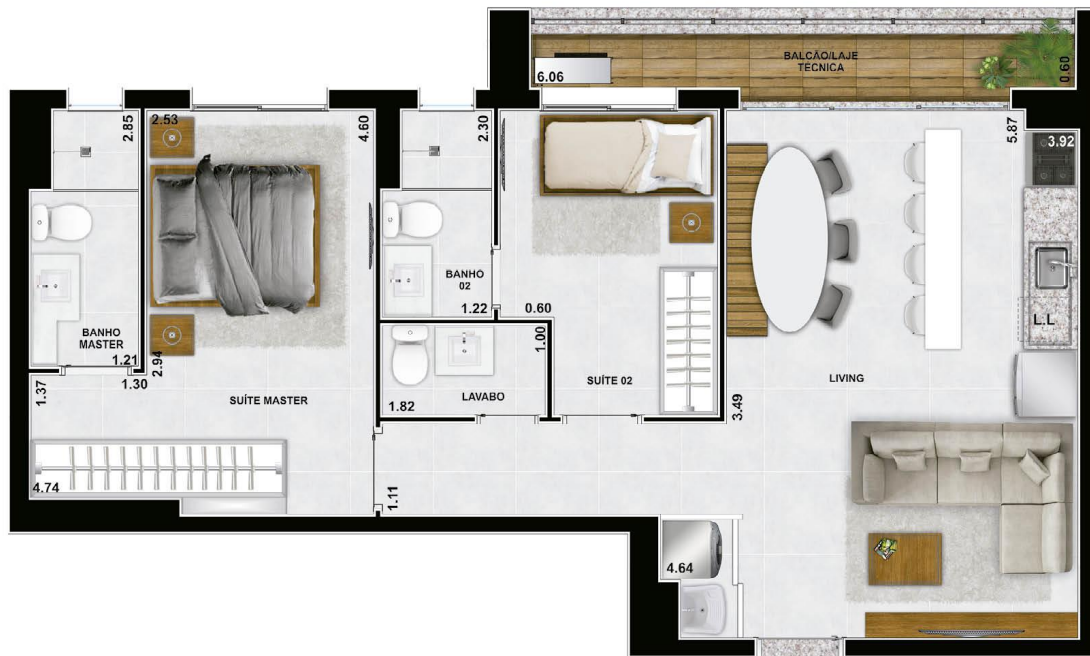 BALCÃO/LAJE
TÉCNICA
6.06
0.60
2.85
2.53
4.60
2.30
5.87
3.92
BANHO
02
1.22
0.60
1.00
BANHO
MASTER
1.21
1.30
2.94
1.37
SUÍTE MASTER
1.82
LAVABO
SUÍTE 02
3.49
LIVING
L.L
4.74
1.11
4.64